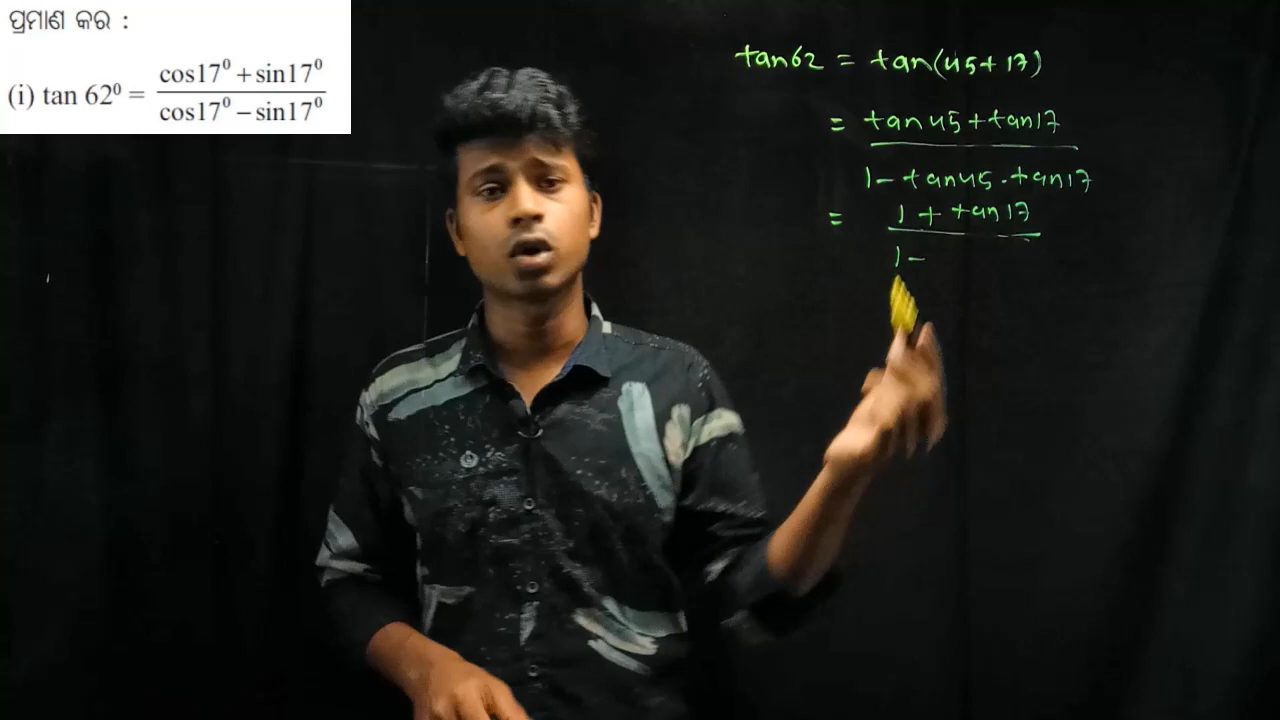 ପ୍ରମାଣ କର :
(i) tan 62⁰ = cos17⁰ + sin17⁰ / cos17⁰ − sin17⁰
tan62 = tan(45+17)
= tan45 + tan17
1 - tan45 . tan17
= 1 + tan17
1 -